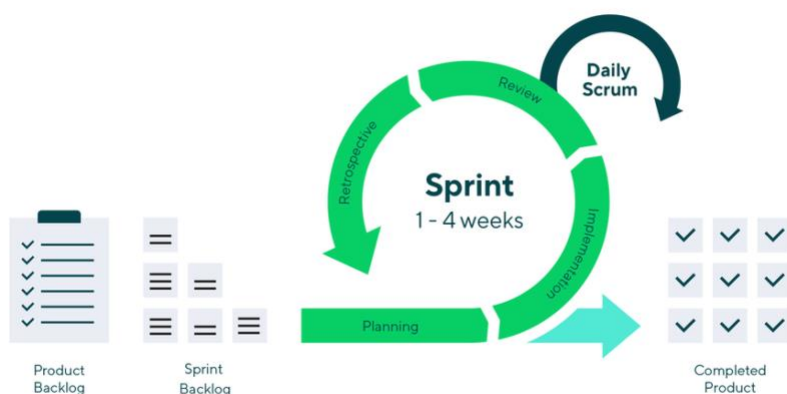 Daily
Scrum
Review
Retrospective
Sprint
1 - 4 weeks
Implementation
Planning
Product
Backlog
Sprint
Backlog
Completed
Product